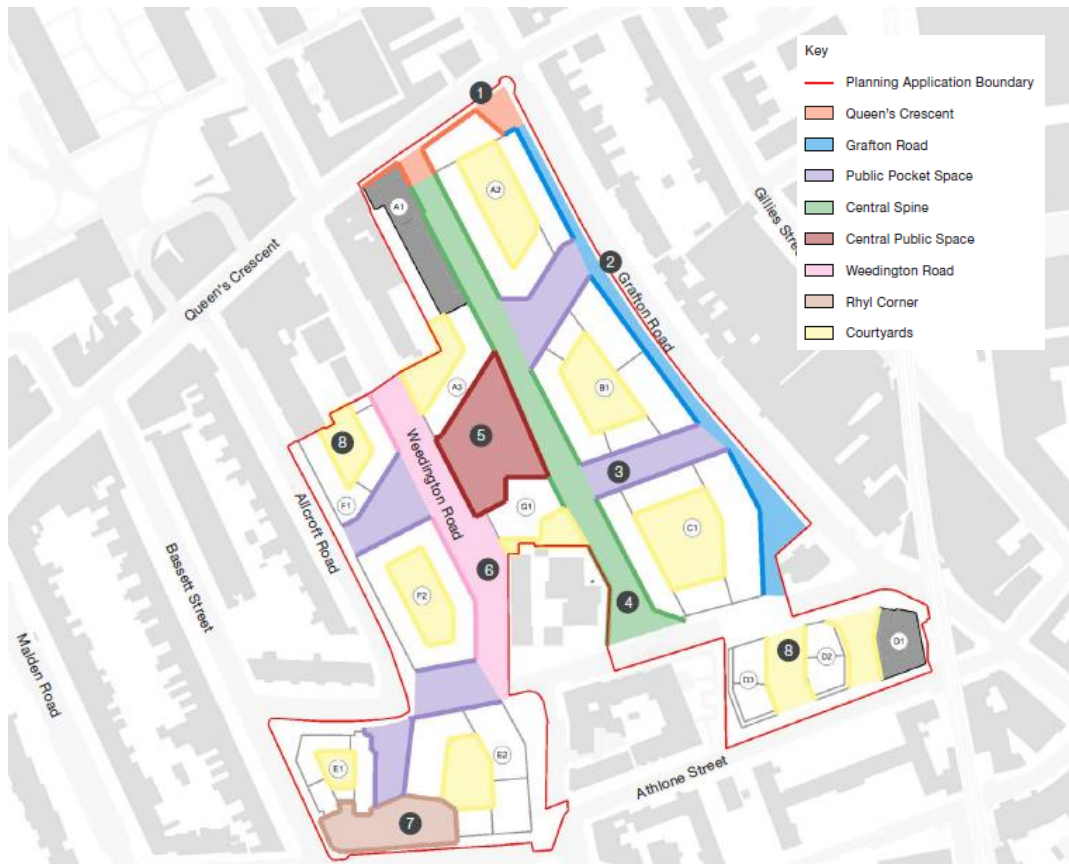 Key
Planning Application Boundary
Queen's Crescent
Grafton Road
Public Pocket Space
Central Spine
Central Public Space
Weedington Road
Rhyl Corner
Courtyards
1
A2
A1
Gillies Street
Queen's Crescent
2
Grafton Road
A3
B1
8
5
Weedington Road
3
F1
G1
C1
Allcroft Road
Bassett Street
6
F2
4
Malden Road
D1
8
D2
D3
E1
E2
Athlone Street
7